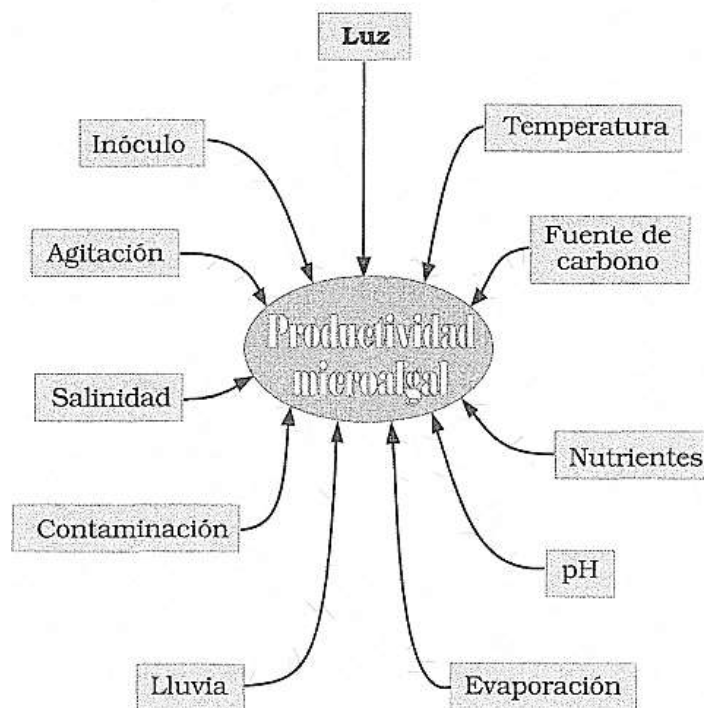 Luz
Temperatura
Inóculo
Fuente de
carbono
Agitación
Productividad
microalgal
Salinidad
Nutrientes
Contaminación
pH
Lluvia
Evaporación